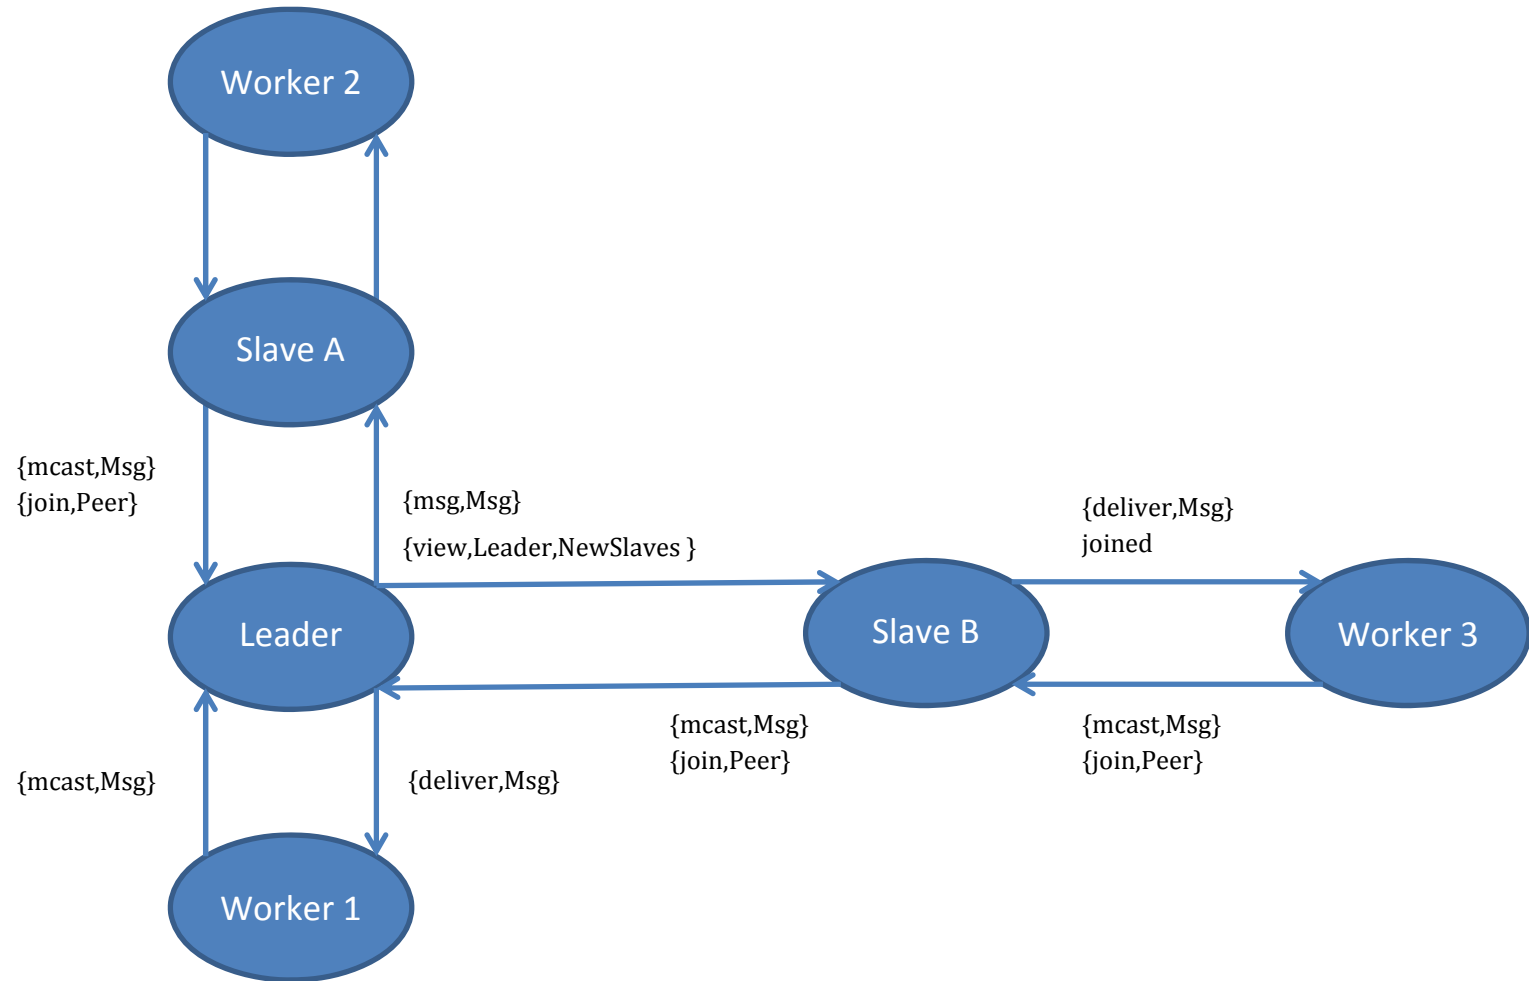 Worker 2
Slave A
{mcast,Msg}
{join,Peer}
{msg,Msg}
{view,Leader,NewSlaves }
{deliver,Msg}
joined
Leader
Slave B
Worker 3
{mcast,Msg}
{deliver,Msg}
{mcast,Msg}
{join,Peer}
{mcast,Msg}
{join,Peer}
Worker 1